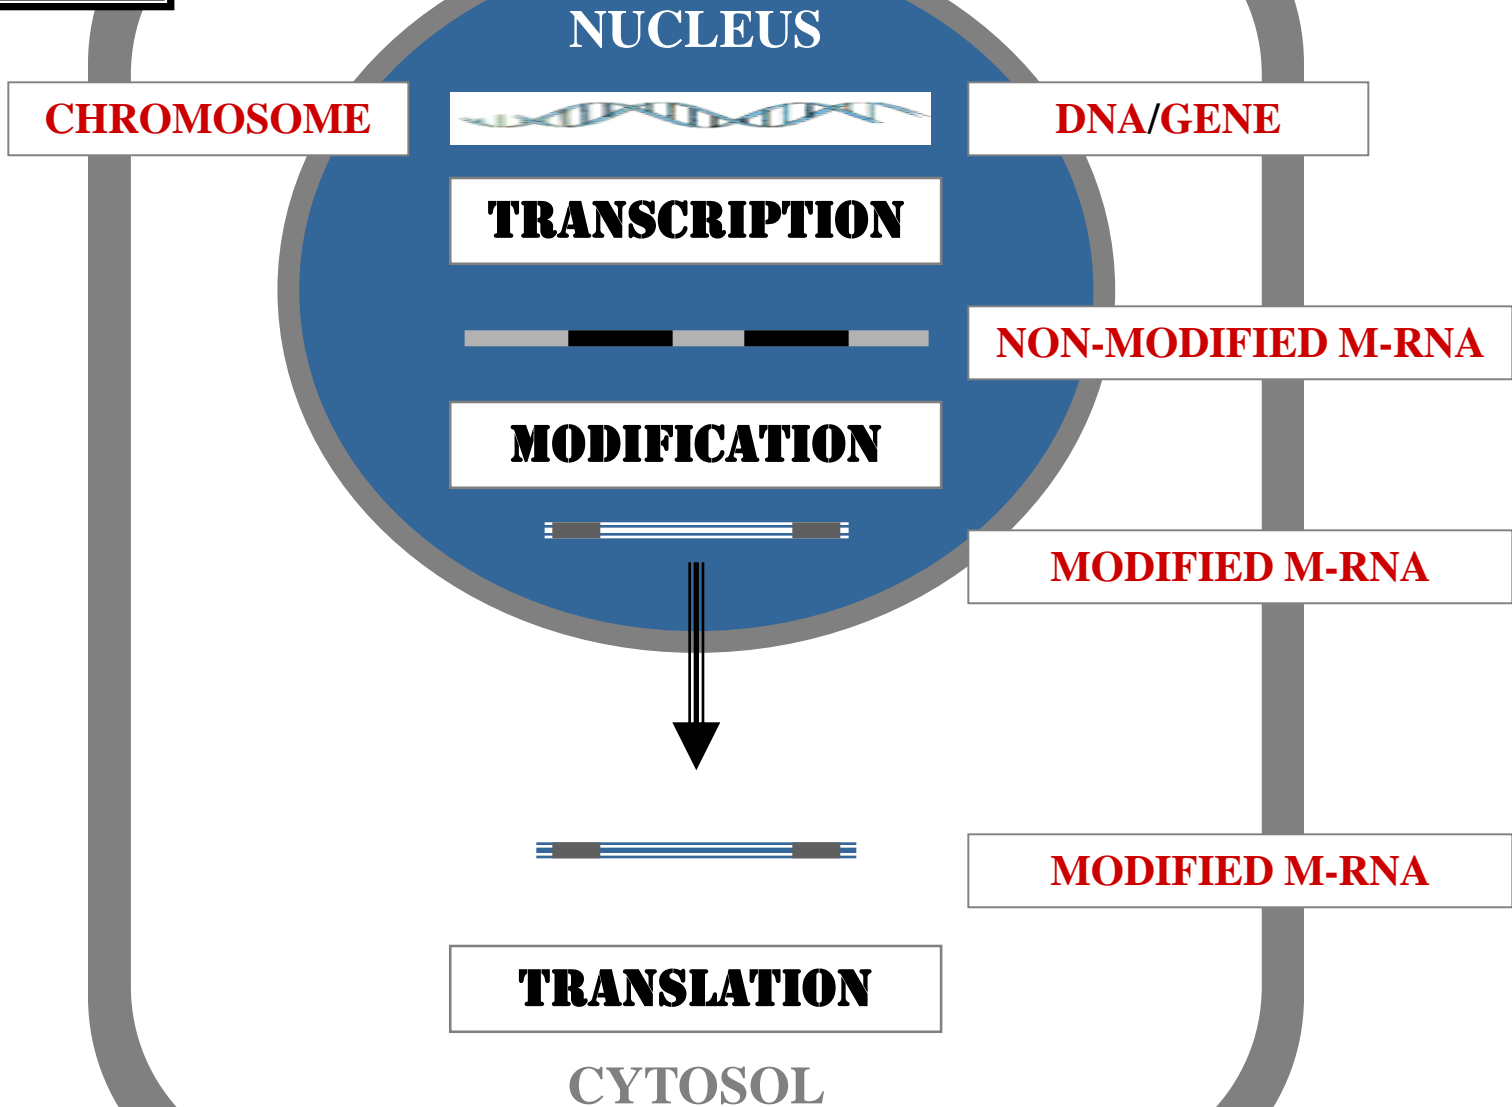 NUCLEUS
CHROMOSOME
DNA/GENE
TRANSCRIPTION
NON-MODIFIED M-RNA
MODIFICATION
MODIFIED M-RNA
MODIFIED M-RNA
TRANSLATION
CYTOSOL